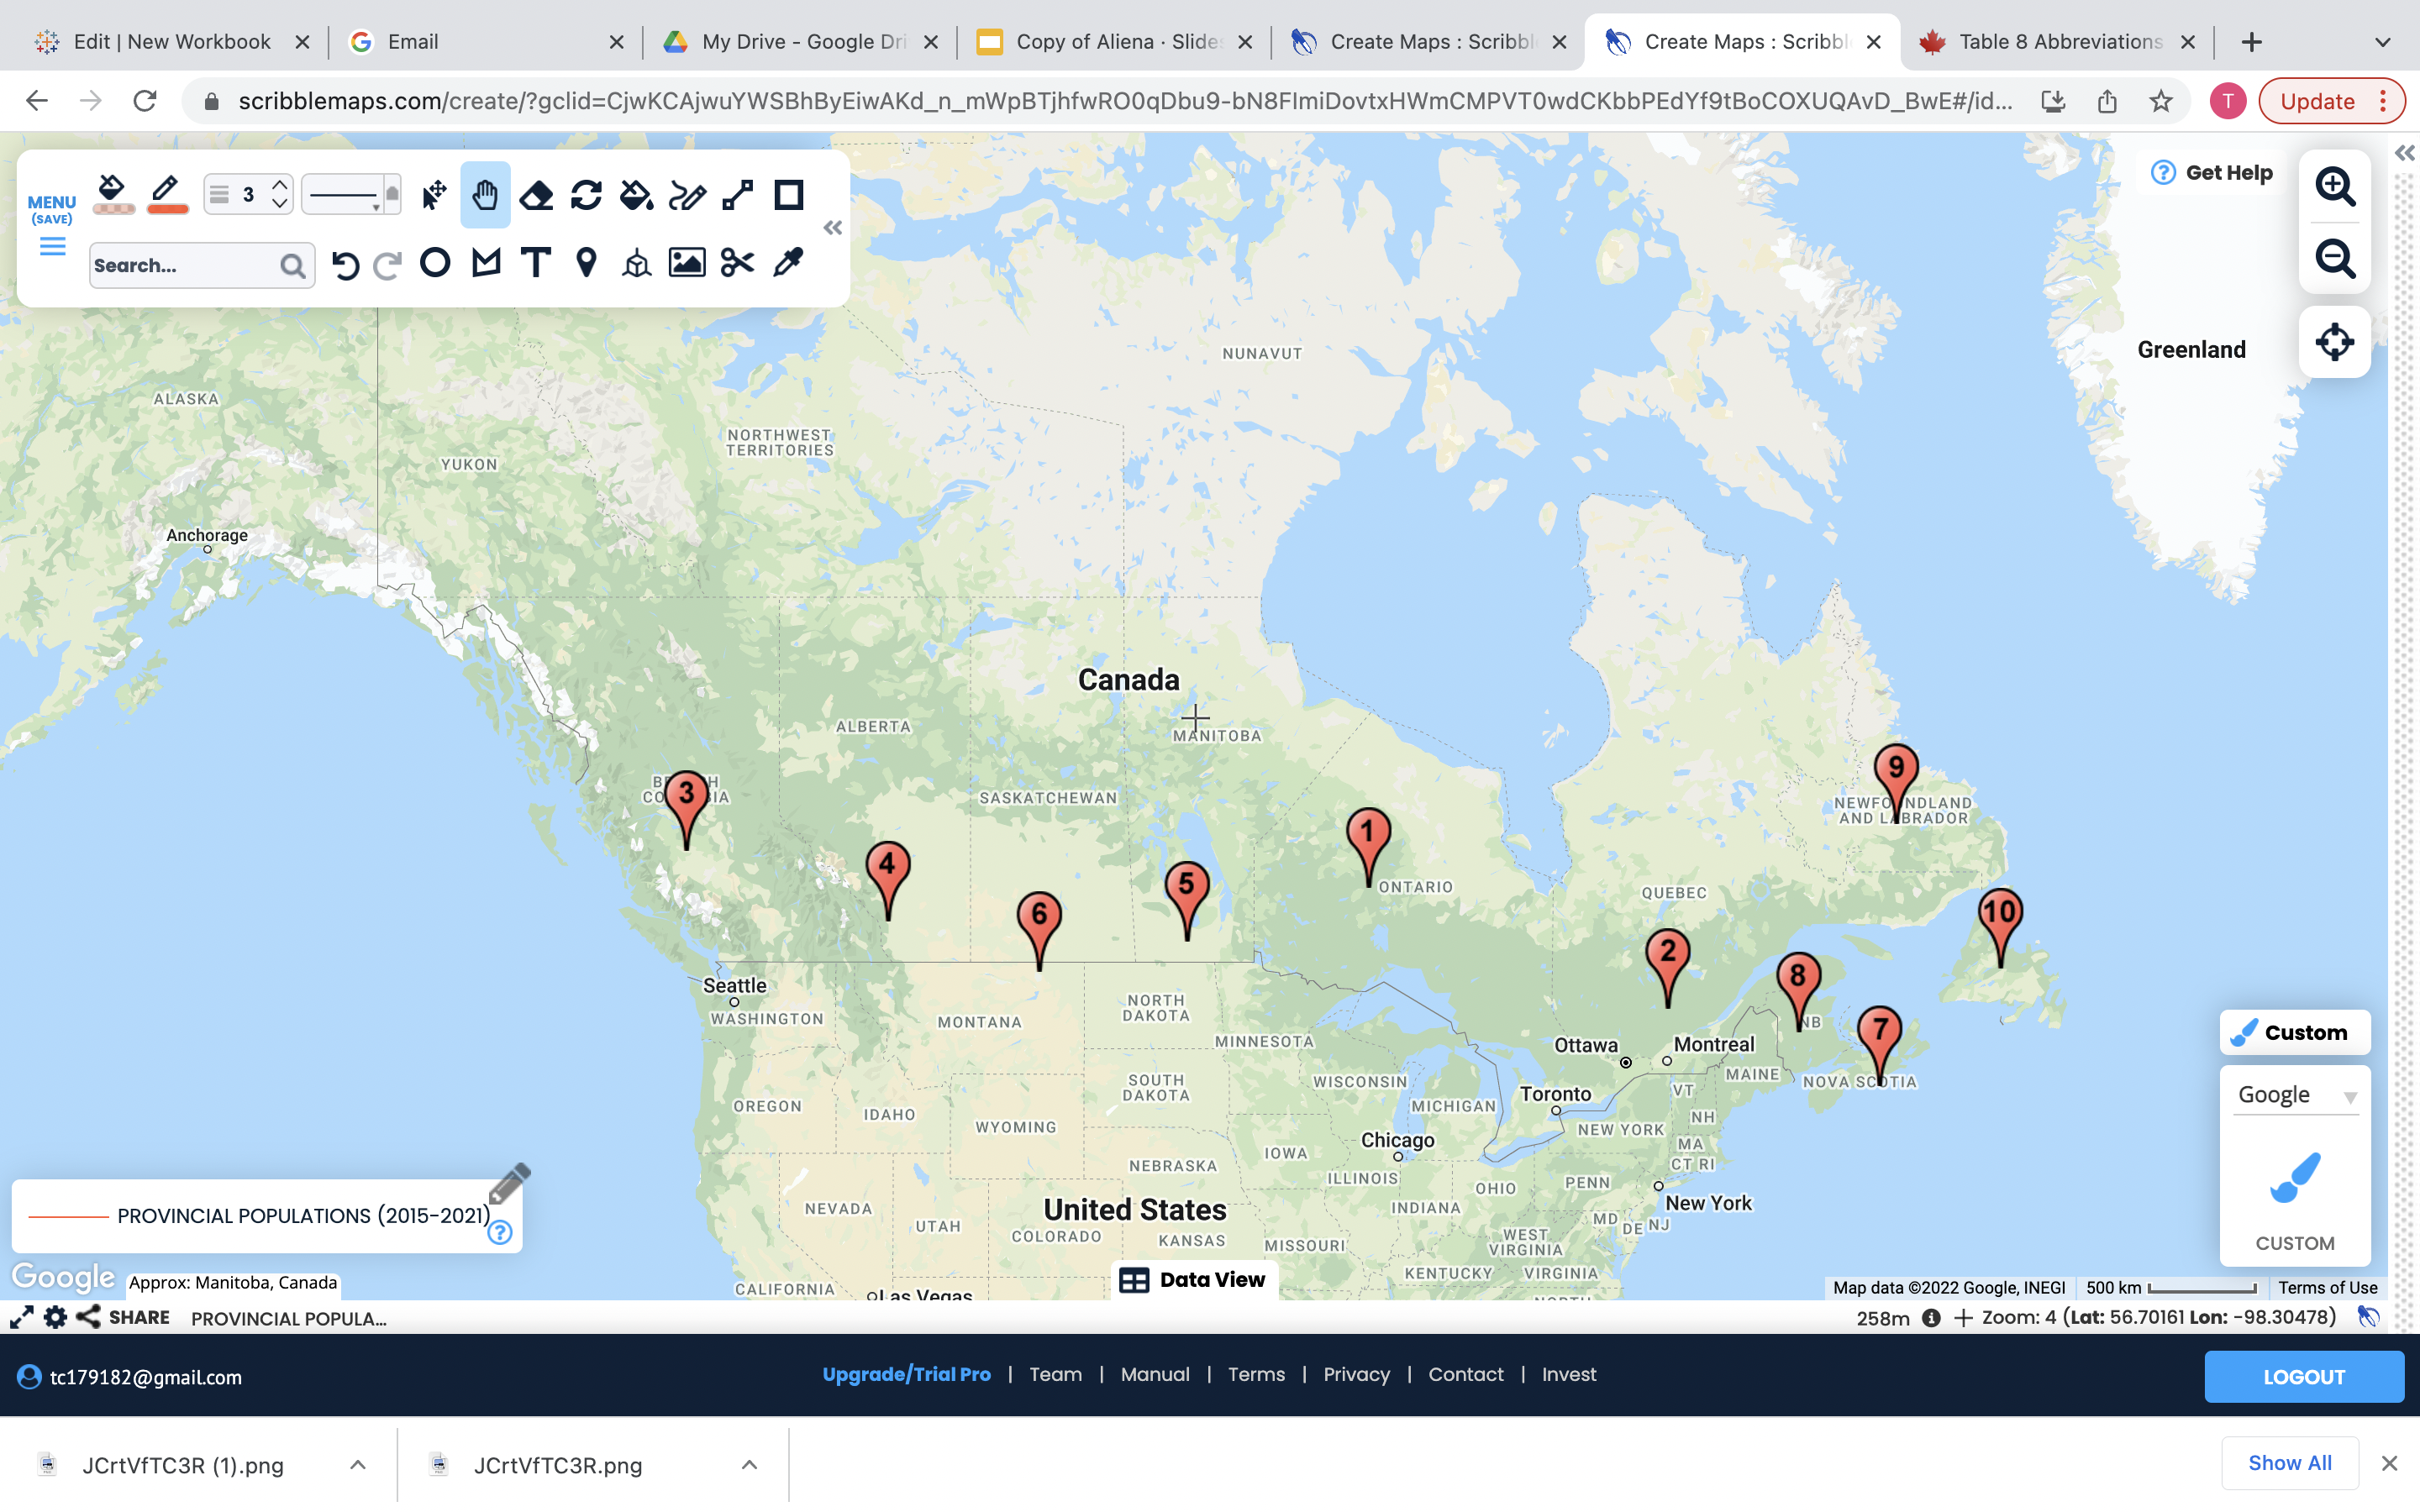 Edit | New Workbook
Email
My Drive - Google Dri
Copy of Aliena · Slides
Create Maps : Scribbl
Create Maps : Scribbl
Table 8 Abbreviations
scribblemaps.com/create/?gclid=CjwKCAjwuYWSBhByEiwAKd_n_mWpBTjhfwRO0qDbu9-bN8FImiDovtxHWmCMPVT0wdCKbbPEdYf9tBoCOXUQAvD_BwE#/id...
T
Update
MENU
(SAVE)
3
Search...
T
Get Help
Greenland
NUNAVUT
ALASKA
NORTHWEST
TERRITORIES
YUKON
Anchorage
Canada
ALBERTA
MANITOBA
SASKATCHEWAN
3
9
NEWFOUNDLAND
AND LABRADOR
1
4
5
ONTARIO
QUEBEC
6
10
2
8
NB
7
Seattle
WASHINGTON
MONTANA
NORTH
DAKOTA
MINNESOTA
Ottawa
Montreal
MAINE
NOVA SCOTIA
SOUTH
DAKOTA
WISCONSIN
MICHIGAN
Toronto
VT
NH
OREGON
IDAHO
WYOMING
NEW YORK
MA
CT RI
Chicago
IOWA
NEBRASKA
ILLINOIS
OHIO
PENN
New York
NEVADA
UTAH
United States
INDIANA
MD
DE
NJ
COLORADO
KANSAS
MISSOURI
WEST
VIRGINIA
KENTUCKY
VIRGINIA
CALIFORNIA
Las Vegas
Custom
Google
CUSTOM
PROVINCIAL POPULATIONS (2015-2021)
Google
Approx: Manitoba, Canada
Data View
Map data ©2022 Google, INEGI
500 km
Terms of Use
SHARE
PROVINCIAL POPULA...
258m
Zoom: 4 (Lat: 56.70161 Lon: -98.30478)
tc179182@gmail.com
Upgrade/Trial Pro | Team | Manual | Terms | Privacy | Contact | Invest
LOGOUT
JCrtVfTC3R (1).png
JCrtVfTC3R.png
Show All